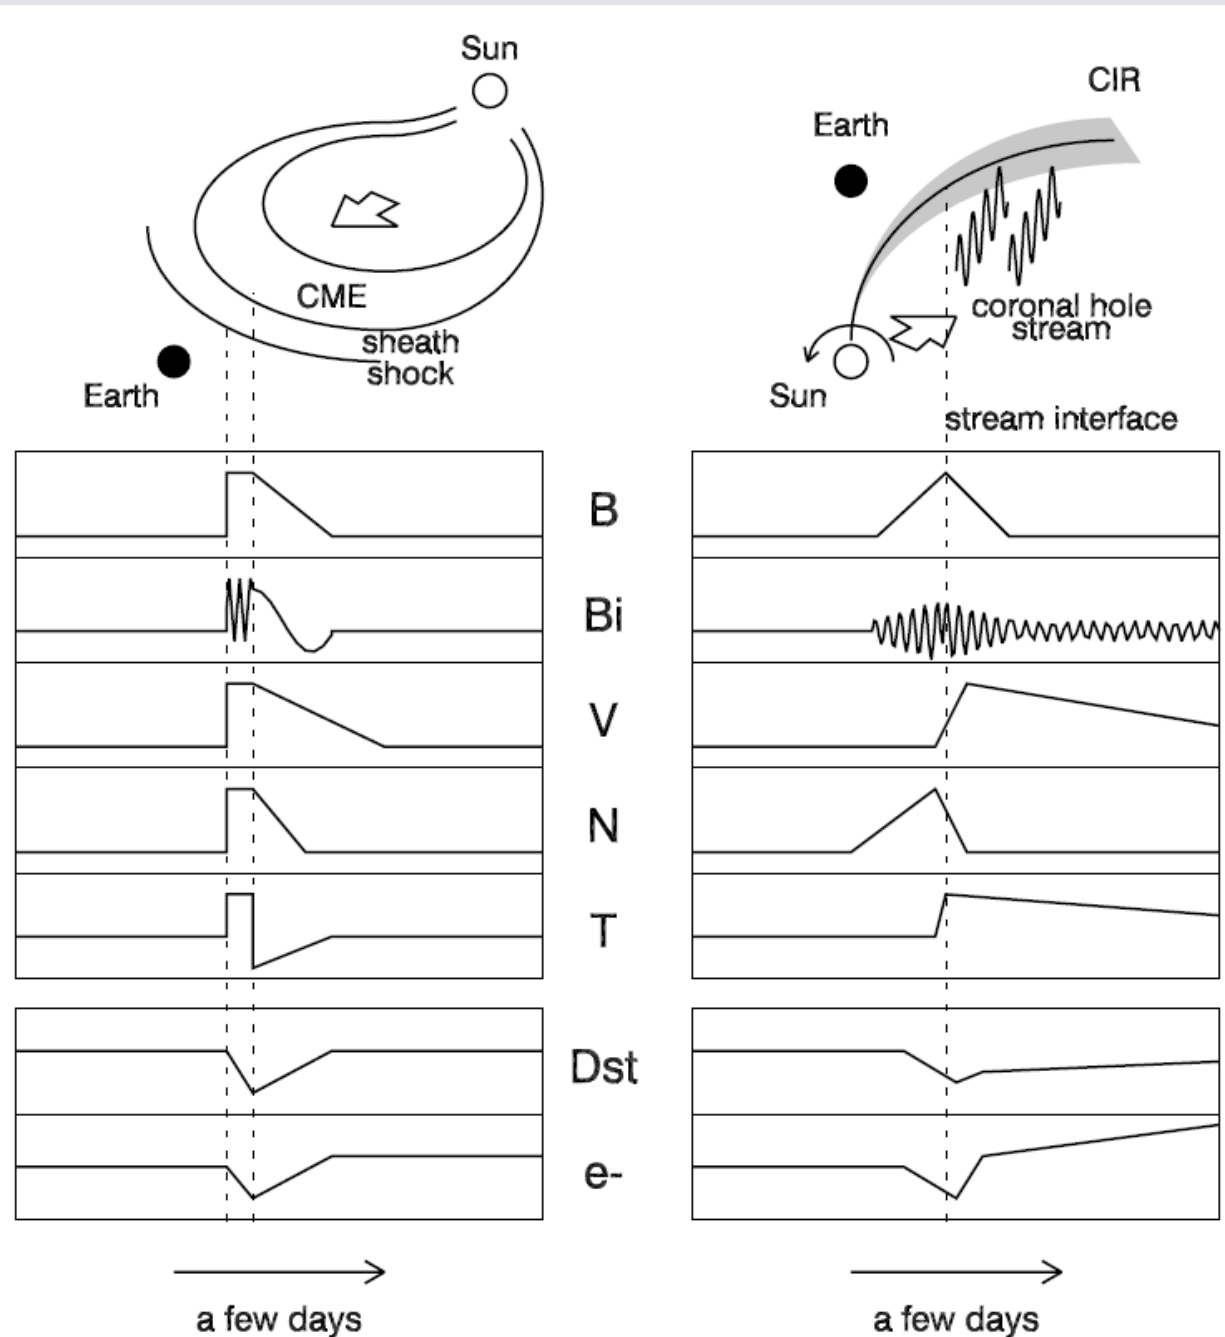 Sun
CME
sheath
shock
Earth
CIR
Earth
coronal hole
stream
Sun
stream interface
B
Bi
V
N
T
Dst
e-
a few days
a few days